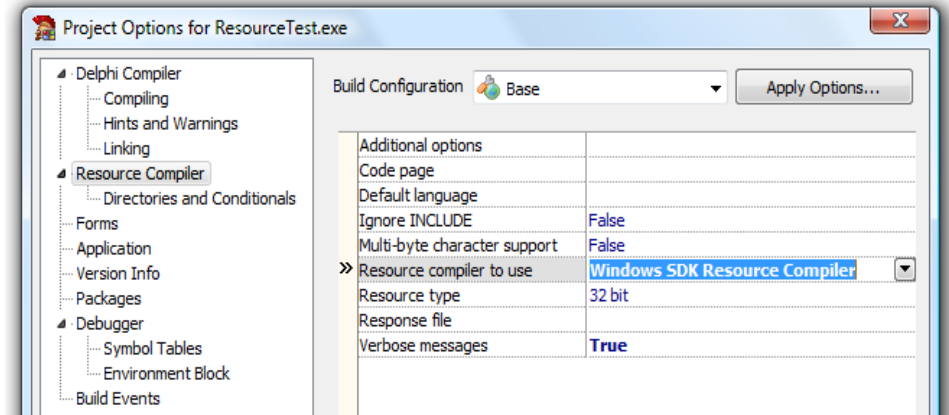 Project Options for ResourceTest.exe
Delphi Compiler
Compiling
Hints and Warnings
Linking
Resource Compiler
Directories and Conditionals
Forms
Application
Version Info
Packages
Debugger
Symbol Tables
Environment Block
Build Events
Build Configuration Base Apply Options...
Additional options
Code page
Default language
Ignore INCLUDE False
Multi-byte character support False
» Resource compiler to use Windows SDK Resource Compiler
Resource type 32 bit
Response file
Verbose messages True